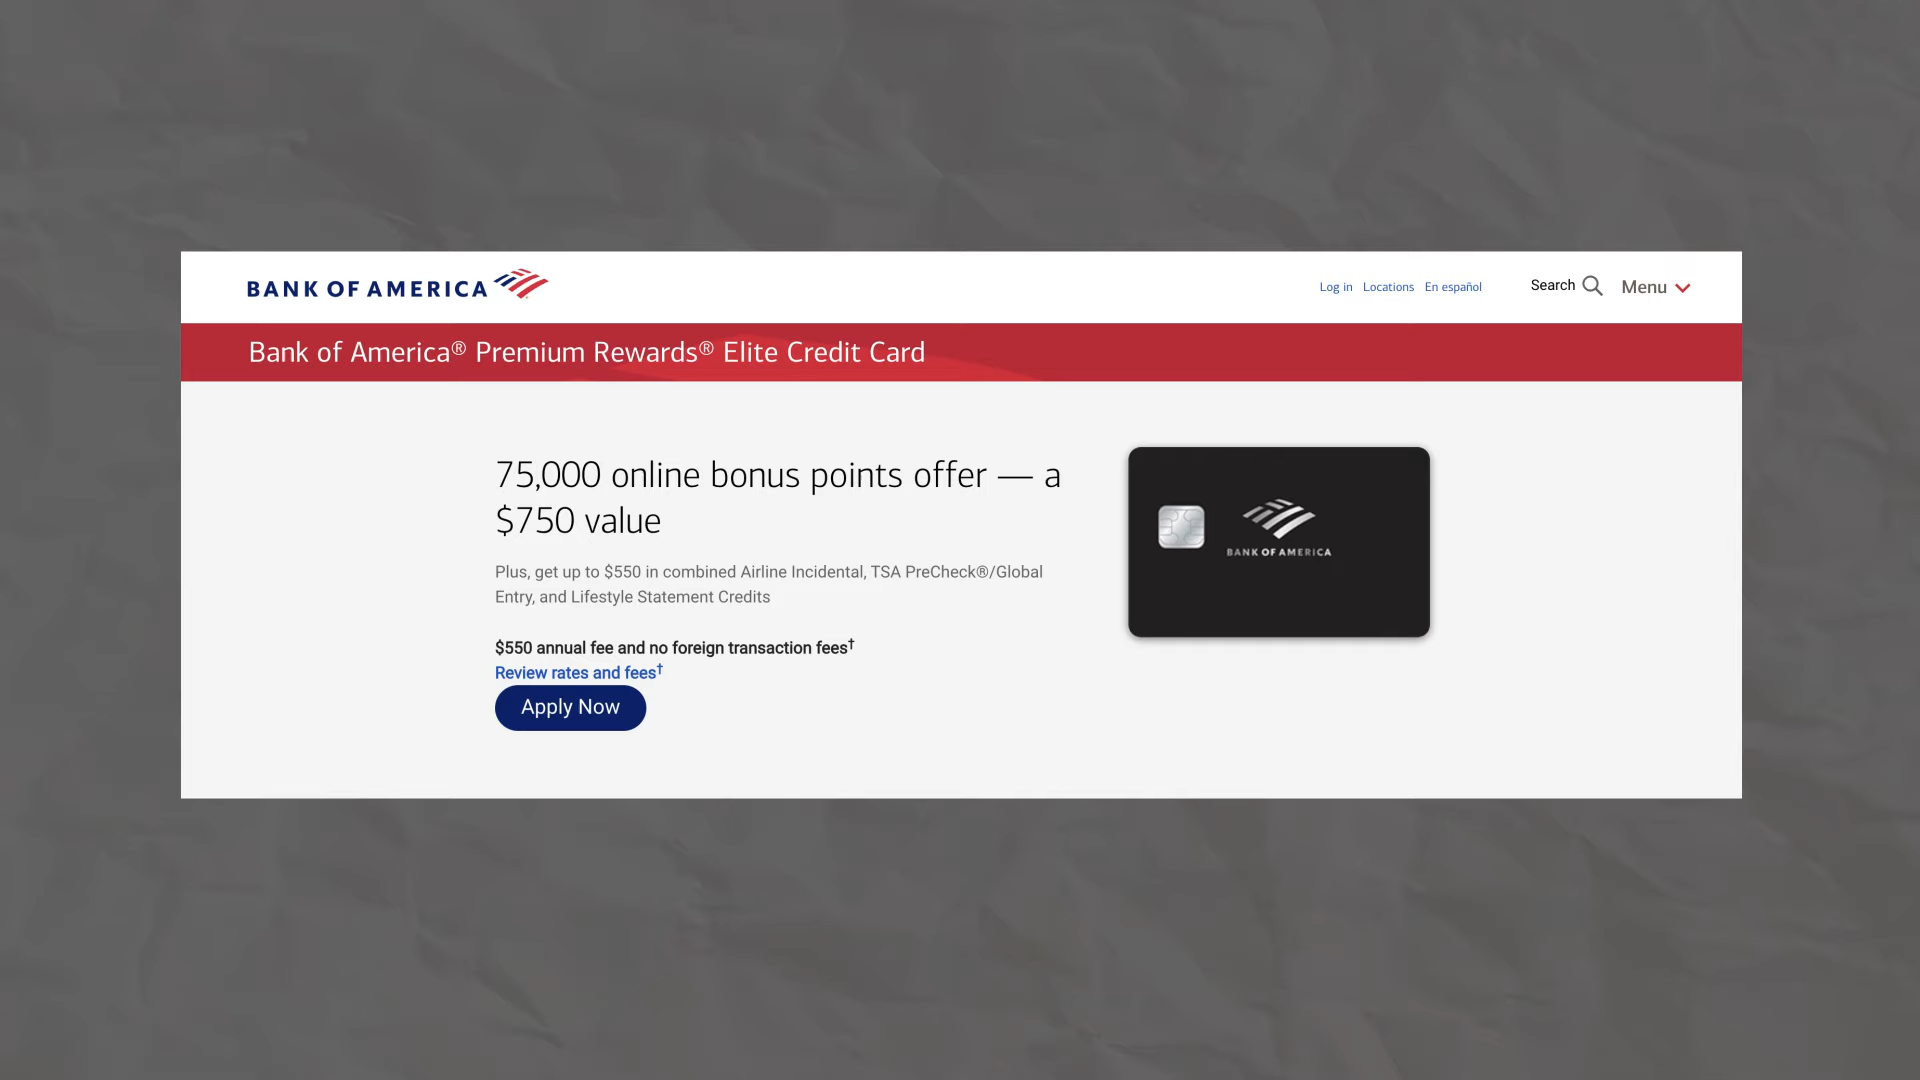 BANK OF AMERICA
Log in Locations En español Search Menu
Bank of America® Premium Rewards® Elite Credit Card
75,000 online bonus points offer — a
$750 value
Plus, get up to $550 in combined Airline Incidental, TSA PreCheck®/Global
Entry, and Lifestyle Statement Credits
$550 annual fee and no foreign transaction fees†
Review rates and fees†
Apply Now
BANK OF AMERICA